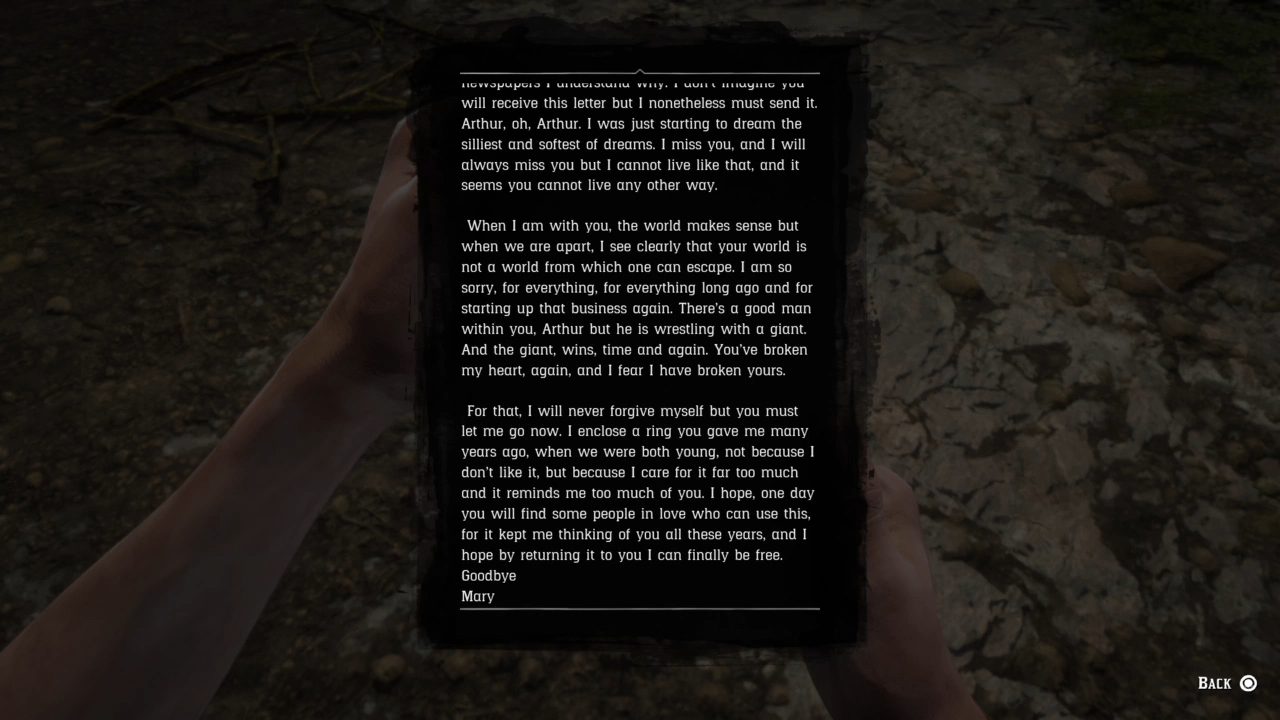 newspapers I understand why. I don't imagine you
will receive this letter but I nonetheless must send it.
Arthur, oh, Arthur. I was just starting to dream the
silliest and softest of dreams. I miss you, and I will
always miss you but I cannot live like that, and it
seems you cannot live any other way.
When I am with you, the world makes sense but
when we are apart, I see clearly that your world is
not a world from which one can escape. I am so
sorry, for everything, for everything long ago and for
starting up that business again. There's a good man
within you, Arthur but he is wrestling with a giant.
And the giant, wins, time and again. You've broken
my heart, again, and I fear I have broken yours.
For that, I will never forgive myself but you must
let me go now. I enclose a ring you gave me many
years ago, when we were both young, not because I
don't like it, but because I care for it far too much
and it reminds me too much of you. I hope, one day
you will find some people in love who can use this,
for it kept me thinking of you all these years, and I
hope by returning it to you I can finally be free.
Goodbye
Mary
Back